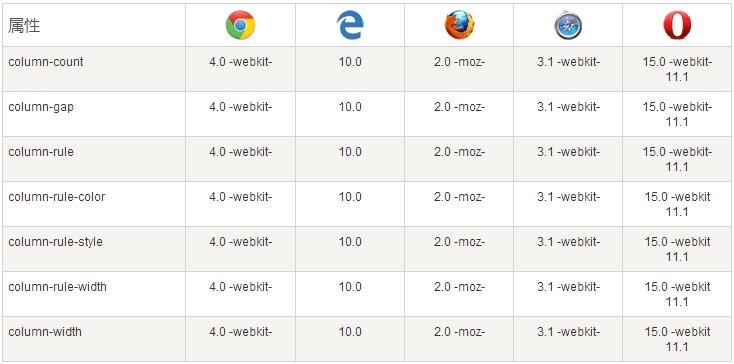 属性
column-count 4.0 -webkit- 10.0 2.0 -moz- 3.1 -webkit- 15.0 -webkit-
11.1
column-gap 4.0 -webkit- 10.0 2.0 -moz- 3.1 -webkit- 15.0 -webkit-
11.1
column-rule 4.0 -webkit- 10.0 2.0 -moz- 3.1 -webkit- 15.0 -webkit-
11.1
column-rule-color 4.0 -webkit- 10.0 2.0 -moz- 3.1 -webkit- 15.0 -webkit
11.1
column-rule-style 4.0 -webkit- 10.0 2.0 -moz- 3.1 -webkit- 15.0 -webkit
11.1
column-rule-width 4.0 -webkit- 10.0 2.0 -moz- 3.1 -webkit- 15.0 -webkit
11.1
column-width 4.0 -webkit- 10.0 2.0 -moz- 3.1 -webkit- 15.0 -webkit
11.1